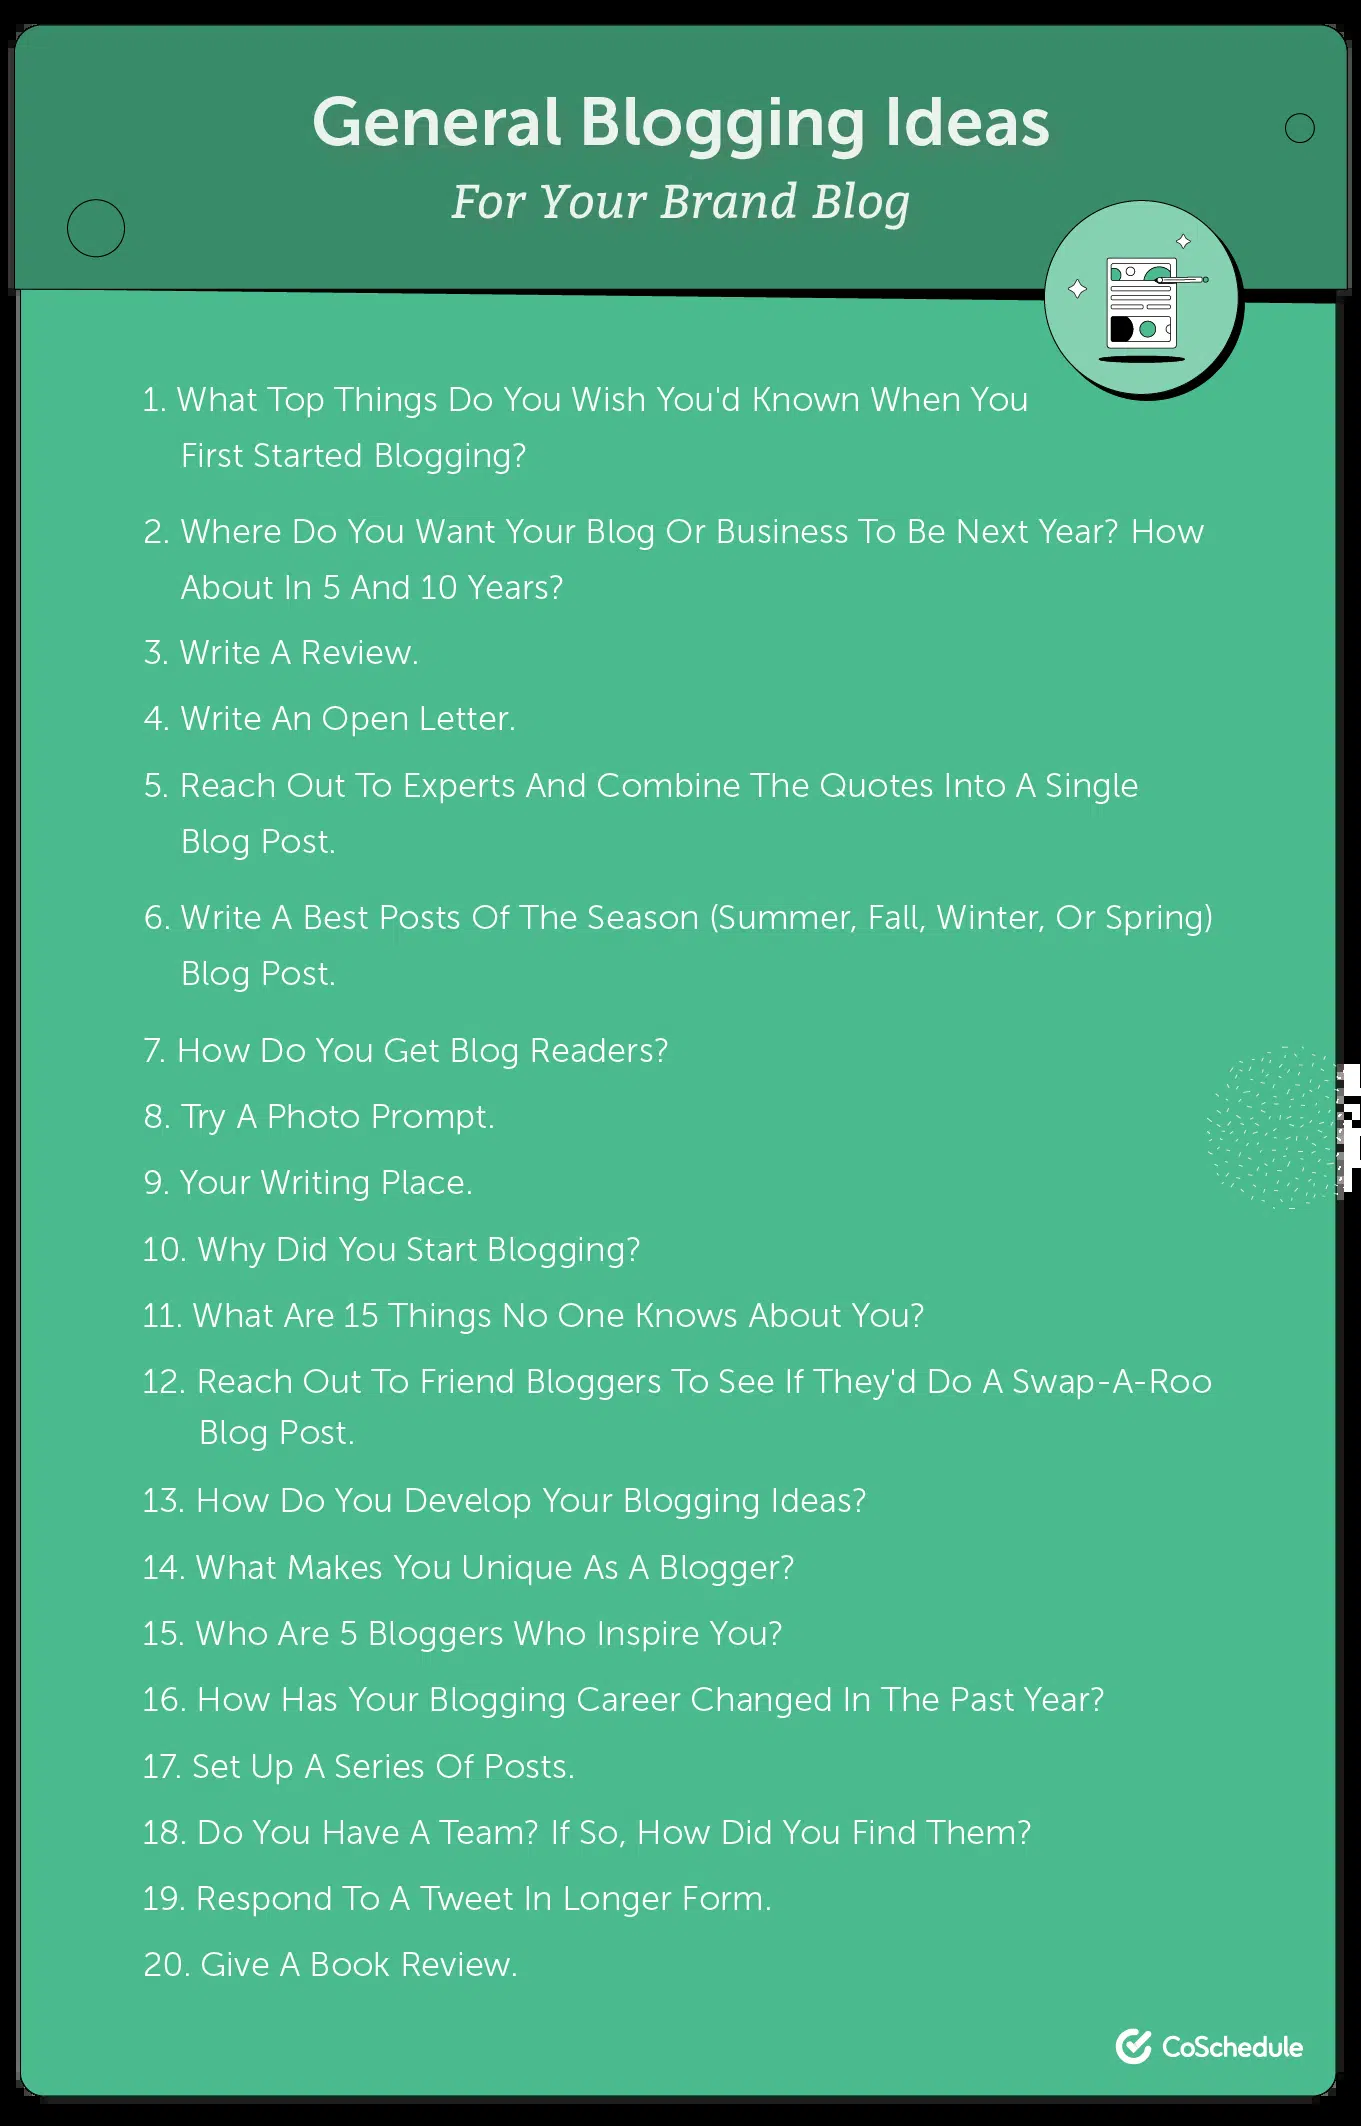 General Blogging Ideas
For Your Brand Blog
1. What Top Things Do You Wish You'd Known When You
First Started Blogging?
2. Where Do You Want Your Blog Or Business To Be Next Year? How
About In 5 And 10 Years?
3. Write A Review.
4. Write An Open Letter.
5. Reach Out To Experts And Combine The Quotes Into A Single
Blog Post.
6. Write A Best Posts Of The Season (Summer, Fall, Winter, Or Spring)
Blog Post.
7. How Do You Get Blog Readers?
8. Try A Photo Prompt.
9. Your Writing Place.
10. Why Did You Start Blogging?
11. What Are 15 Things No One Knows About You?
12. Reach Out To Friend Bloggers To See If They'd Do A Swap-A-Roo
Blog Post.
13. How Do You Develop Your Blogging Ideas?
14. What Makes You Unique As A Blogger?
15. Who Are 5 Bloggers Who Inspire You?
16. How Has Your Blogging Career Changed In The Past Year?
17. Set Up A Series Of Posts.
18. Do You Have A Team? If So, How Did You Find Them?
19. Respond To A Tweet In Longer Form.
20. Give A Book Review.
CoSchedule